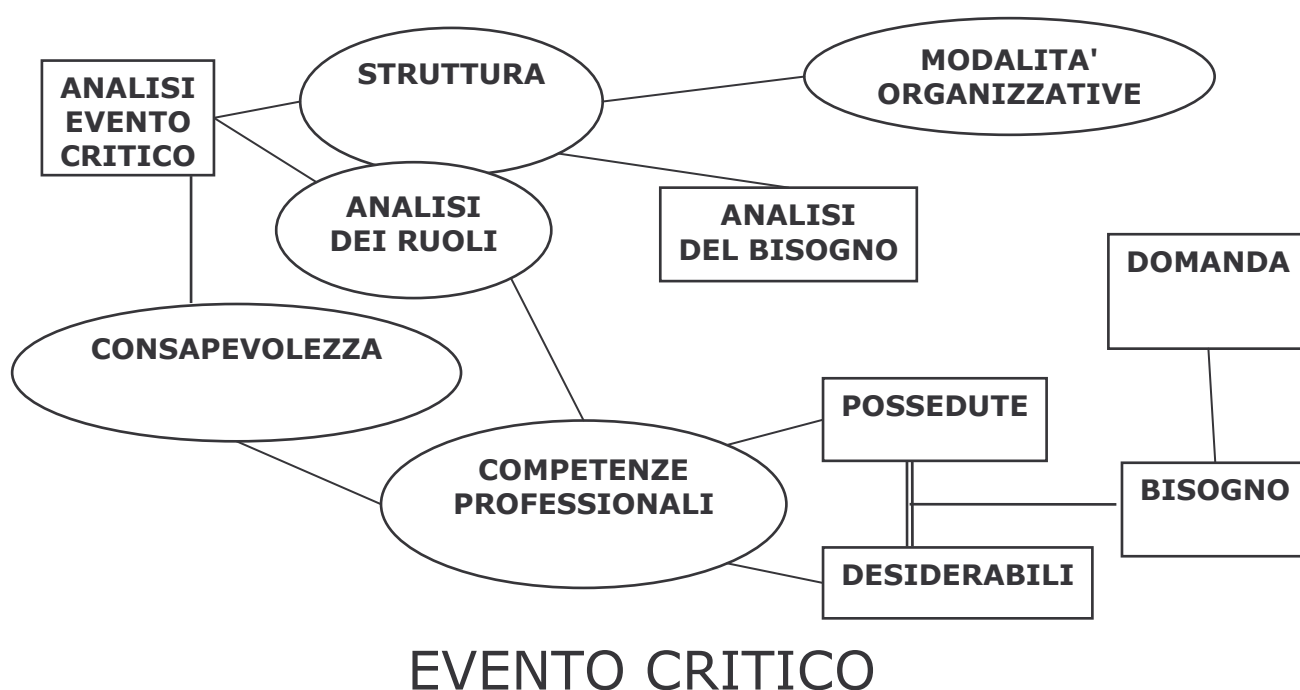 ANALISI
EVENTO
CRITICO
STRUTTURA
MODALITA'
ORGANIZZATIVE
ANALISI
DEI RUOLI
ANALISI
DEL BISOGNO
DOMANDA
CONSAPEVOLEZZA
POSSEDUTE
COMPETENZE
PROFESSIONALI
BISOGNO
DESIDERABILI
EVENTO CRITICO